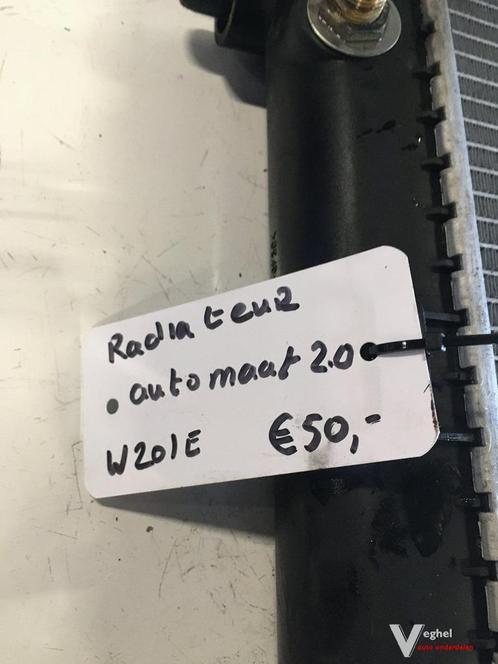 Radiateur
automaat 2.0
W201E €50,-
Veghel
auto onderdelen